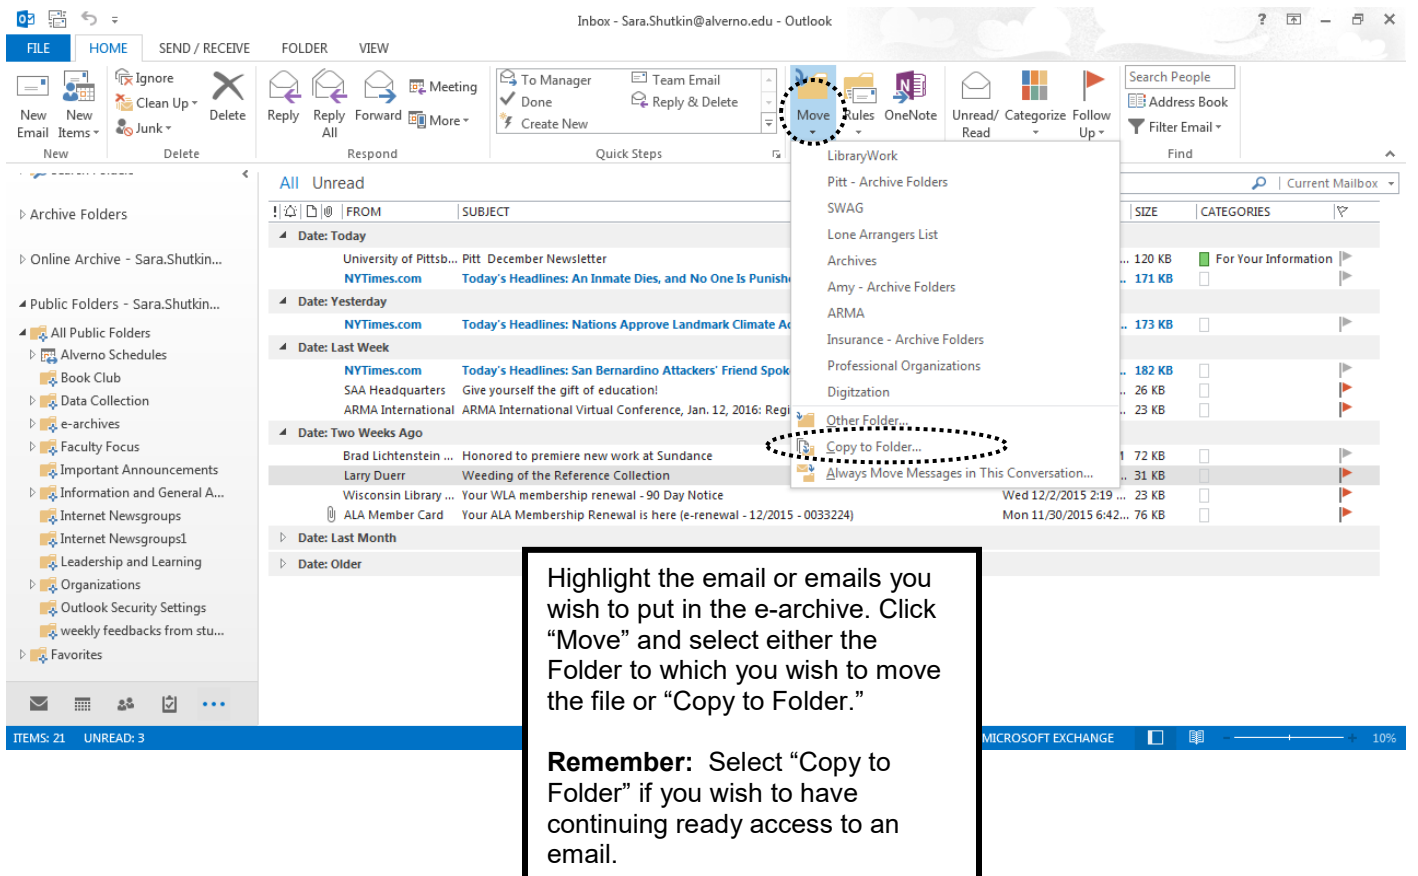 Inbox - Sara.Shutkin@alverno.edu - Outlook
FILE HOME SEND / RECEIVE FOLDER VIEW
New Email
New Items
Ignore
Clean Up
Junk
Delete
Reply
Reply All
Forward
Meeting
More
To Manager
Team Email
Done
Reply & Delete
Create New
Move
Rules
OneNote
Unread/ Read
Categorize
Follow Up
Search People
Address Book
Filter Email
New Delete Respond Quick Steps Find
Archive Folders
Online Archive - Sara.Shutkin...
Public Folders - Sara.Shutkin...
All Public Folders
Alverno Schedules
Book Club
Data Collection
e-archives
Faculty Focus
Important Announcements
Information and General A...
Internet Newsgroups
Internet Newsgroups1
Leadership and Learning
Organizations
Outlook Security Settings
weekly feedbacks from stu...
Favorites
All Unread
Current Mailbox
FROM SUBJECT SIZE CATEGORIES
Date: Today
University of Pittsb... Pitt December Newsletter ... 120 KB For Your Information
NYTimes.com Today's Headlines: An Inmate Dies, and No One Is Punish .. 171 KB
Date: Yesterday
NYTimes.com Today's Headlines: Nations Approve Landmark Climate Ac .. 173 KB
Date: Last Week
NYTimes.com Today's Headlines: San Bernardino Attackers' Friend Spok .. 182 KB
SAA Headquarters Give yourself the gift of education! .. 26 KB
ARMA International ARMA International Virtual Conference, Jan. 12, 2016: Regi .. 23 KB
Date: Two Weeks Ago
Brad Lichtenstein ... Honored to premiere new work at Sundance 72 KB
Larry Duerr Weeding of the Reference Collection ... 31 KB
Wisconsin Library ... Your WLA membership renewal - 90 Day Notice Wed 12/2/2015 2:19 ... 23 KB
ALA Member Card Your ALA Membership Renewal is here (e-renewal - 12/2015 - 0033224) Mon 11/30/2015 6:42... 76 KB
Date: Last Month
Date: Older
LibraryWork
Pitt - Archive Folders
SWAG
Lone Arrangers List
Archives
Amy - Archive Folders
ARMA
Insurance - Archive Folders
Professional Organizations
Digitzation
Other Folder...
Copy to Folder...
Always Move Messages in This Conversation...
Highlight the email or emails you
wish to put in the e-archive. Click
“Move” and select either the
Folder to which you wish to move
the file or “Copy to Folder.”
Remember: Select “Copy to
Folder” if you wish to have
continuing ready access to an
email.
ITEMS: 21 UNREAD: 3
MICROSOFT EXCHANGE 10%